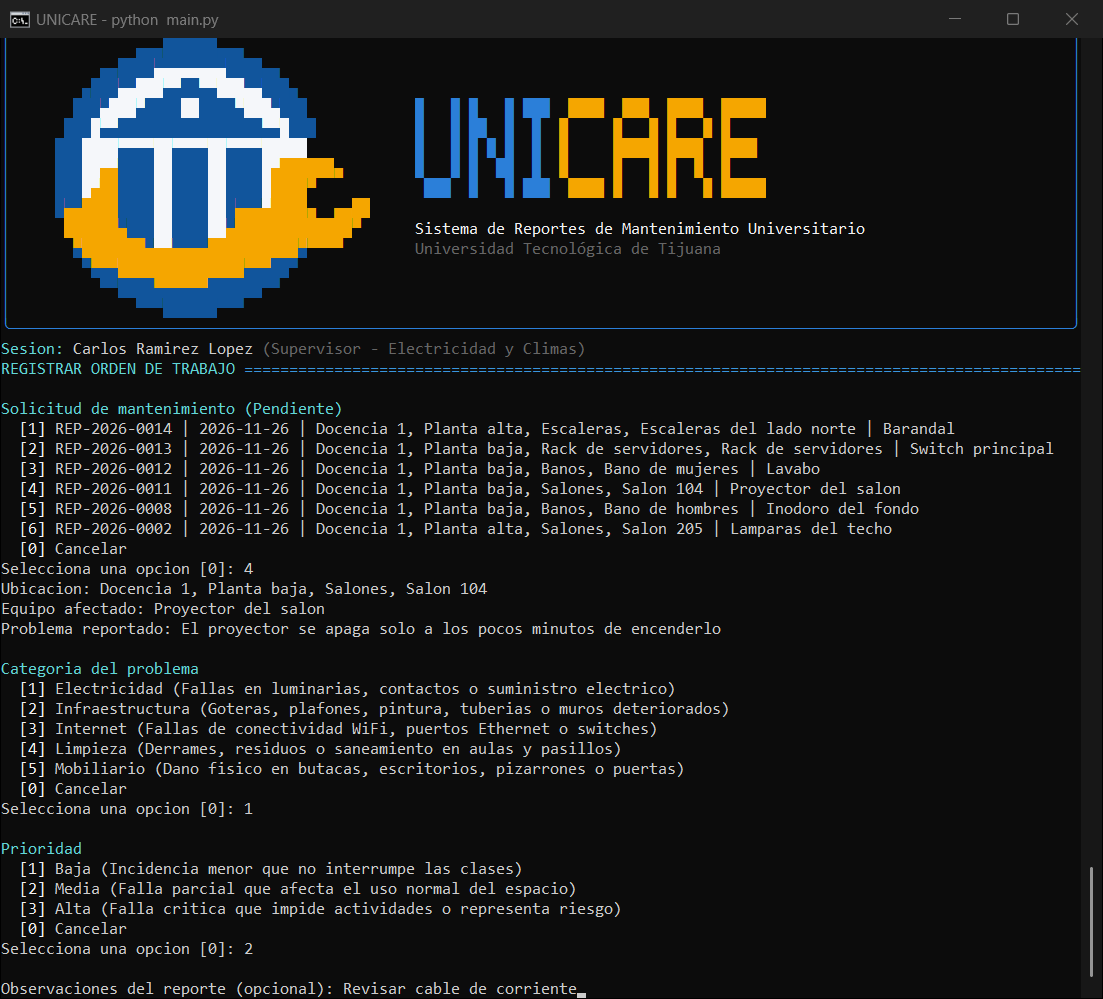 UNICARE - python  main.py
UNICARE
Sistema de Reportes de Mantenimiento Universitario
Universidad Tecnológica de Tijuana
Sesion: Carlos Ramirez Lopez (Supervisor - Electricidad y Climas)
REGISTRAR ORDEN DE TRABAJO =============================================================================================
Solicitud de mantenimiento (Pendiente)
[1] REP-2026-0014 | 2026-11-26 | Docencia 1, Planta alta, Escaleras, Escaleras del lado norte | Barandal
[2] REP-2026-0013 | 2026-11-26 | Docencia 1, Planta baja, Rack de servidores, Rack de servidores | Switch principal
[3] REP-2026-0012 | 2026-11-26 | Docencia 1, Planta baja, Banos, Bano de mujeres | Lavabo
[4] REP-2026-0011 | 2026-11-26 | Docencia 1, Planta baja, Salones, Salon 104 | Proyector del salon
[5] REP-2026-0008 | 2026-11-26 | Docencia 1, Planta baja, Banos, Bano de hombres | Inodoro del fondo
[6] REP-2026-0002 | 2026-11-26 | Docencia 1, Planta alta, Salones, Salon 205 | Lamparas del techo
[0] Cancelar
Selecciona una opcion [0]: 4
Ubicacion: Docencia 1, Planta baja, Salones, Salon 104
Equipo afectado: Proyector del salon
Problema reportado: El proyector se apaga solo a los pocos minutos de encenderlo
Categoria del problema
[1] Electricidad (Fallas en luminarias, contactos o suministro electrico)
[2] Infraestructura (Goteras, plafones, pintura, tuberias o muros deteriorados)
[3] Internet (Fallas de conectividad WiFi, puertos Ethernet o switches)
[4] Limpieza (Derrames, residuos o saneamiento en aulas y pasillos)
[5] Mobiliario (Dano fisico en butacas, escritorios, pizarrones o puertas)
[0] Cancelar
Selecciona una opcion [0]: 1
Prioridad
[1] Baja (Incidencia menor que no interrumpe las clases)
[2] Media (Falla parcial que afecta el uso normal del espacio)
[3] Alta (Falla critica que impide actividades o representa riesgo)
[0] Cancelar
Selecciona una opcion [0]: 2
Observaciones del reporte (opcional): Revisar cable de corriente